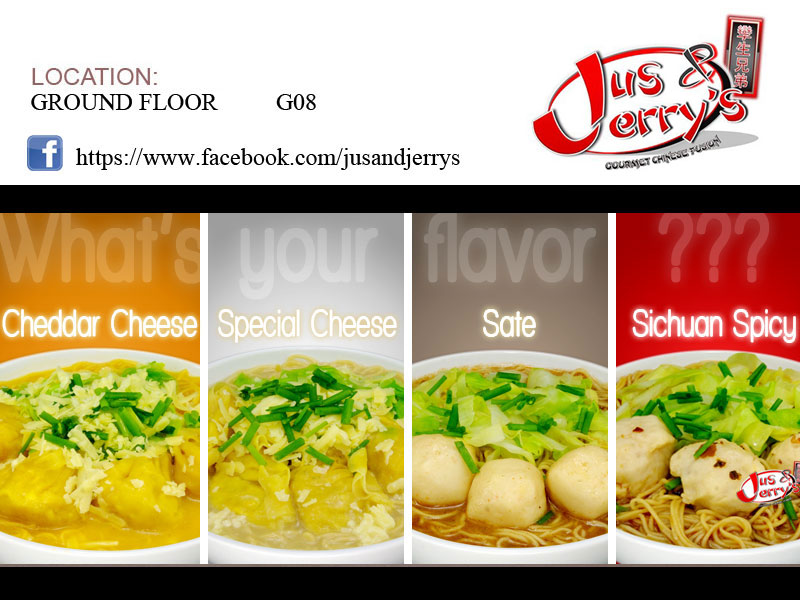 LOCATION:
GROUND FLOOR G08
https://www.facebook.com/jusandjerrys
Jus & Jerry's
孿生兄弟
GOURMET CHINESE FUSION
What's your flavor ???
Cheddar Cheese
Special Cheese
Sate
Sichuan Spicy
Jus & Jerry's